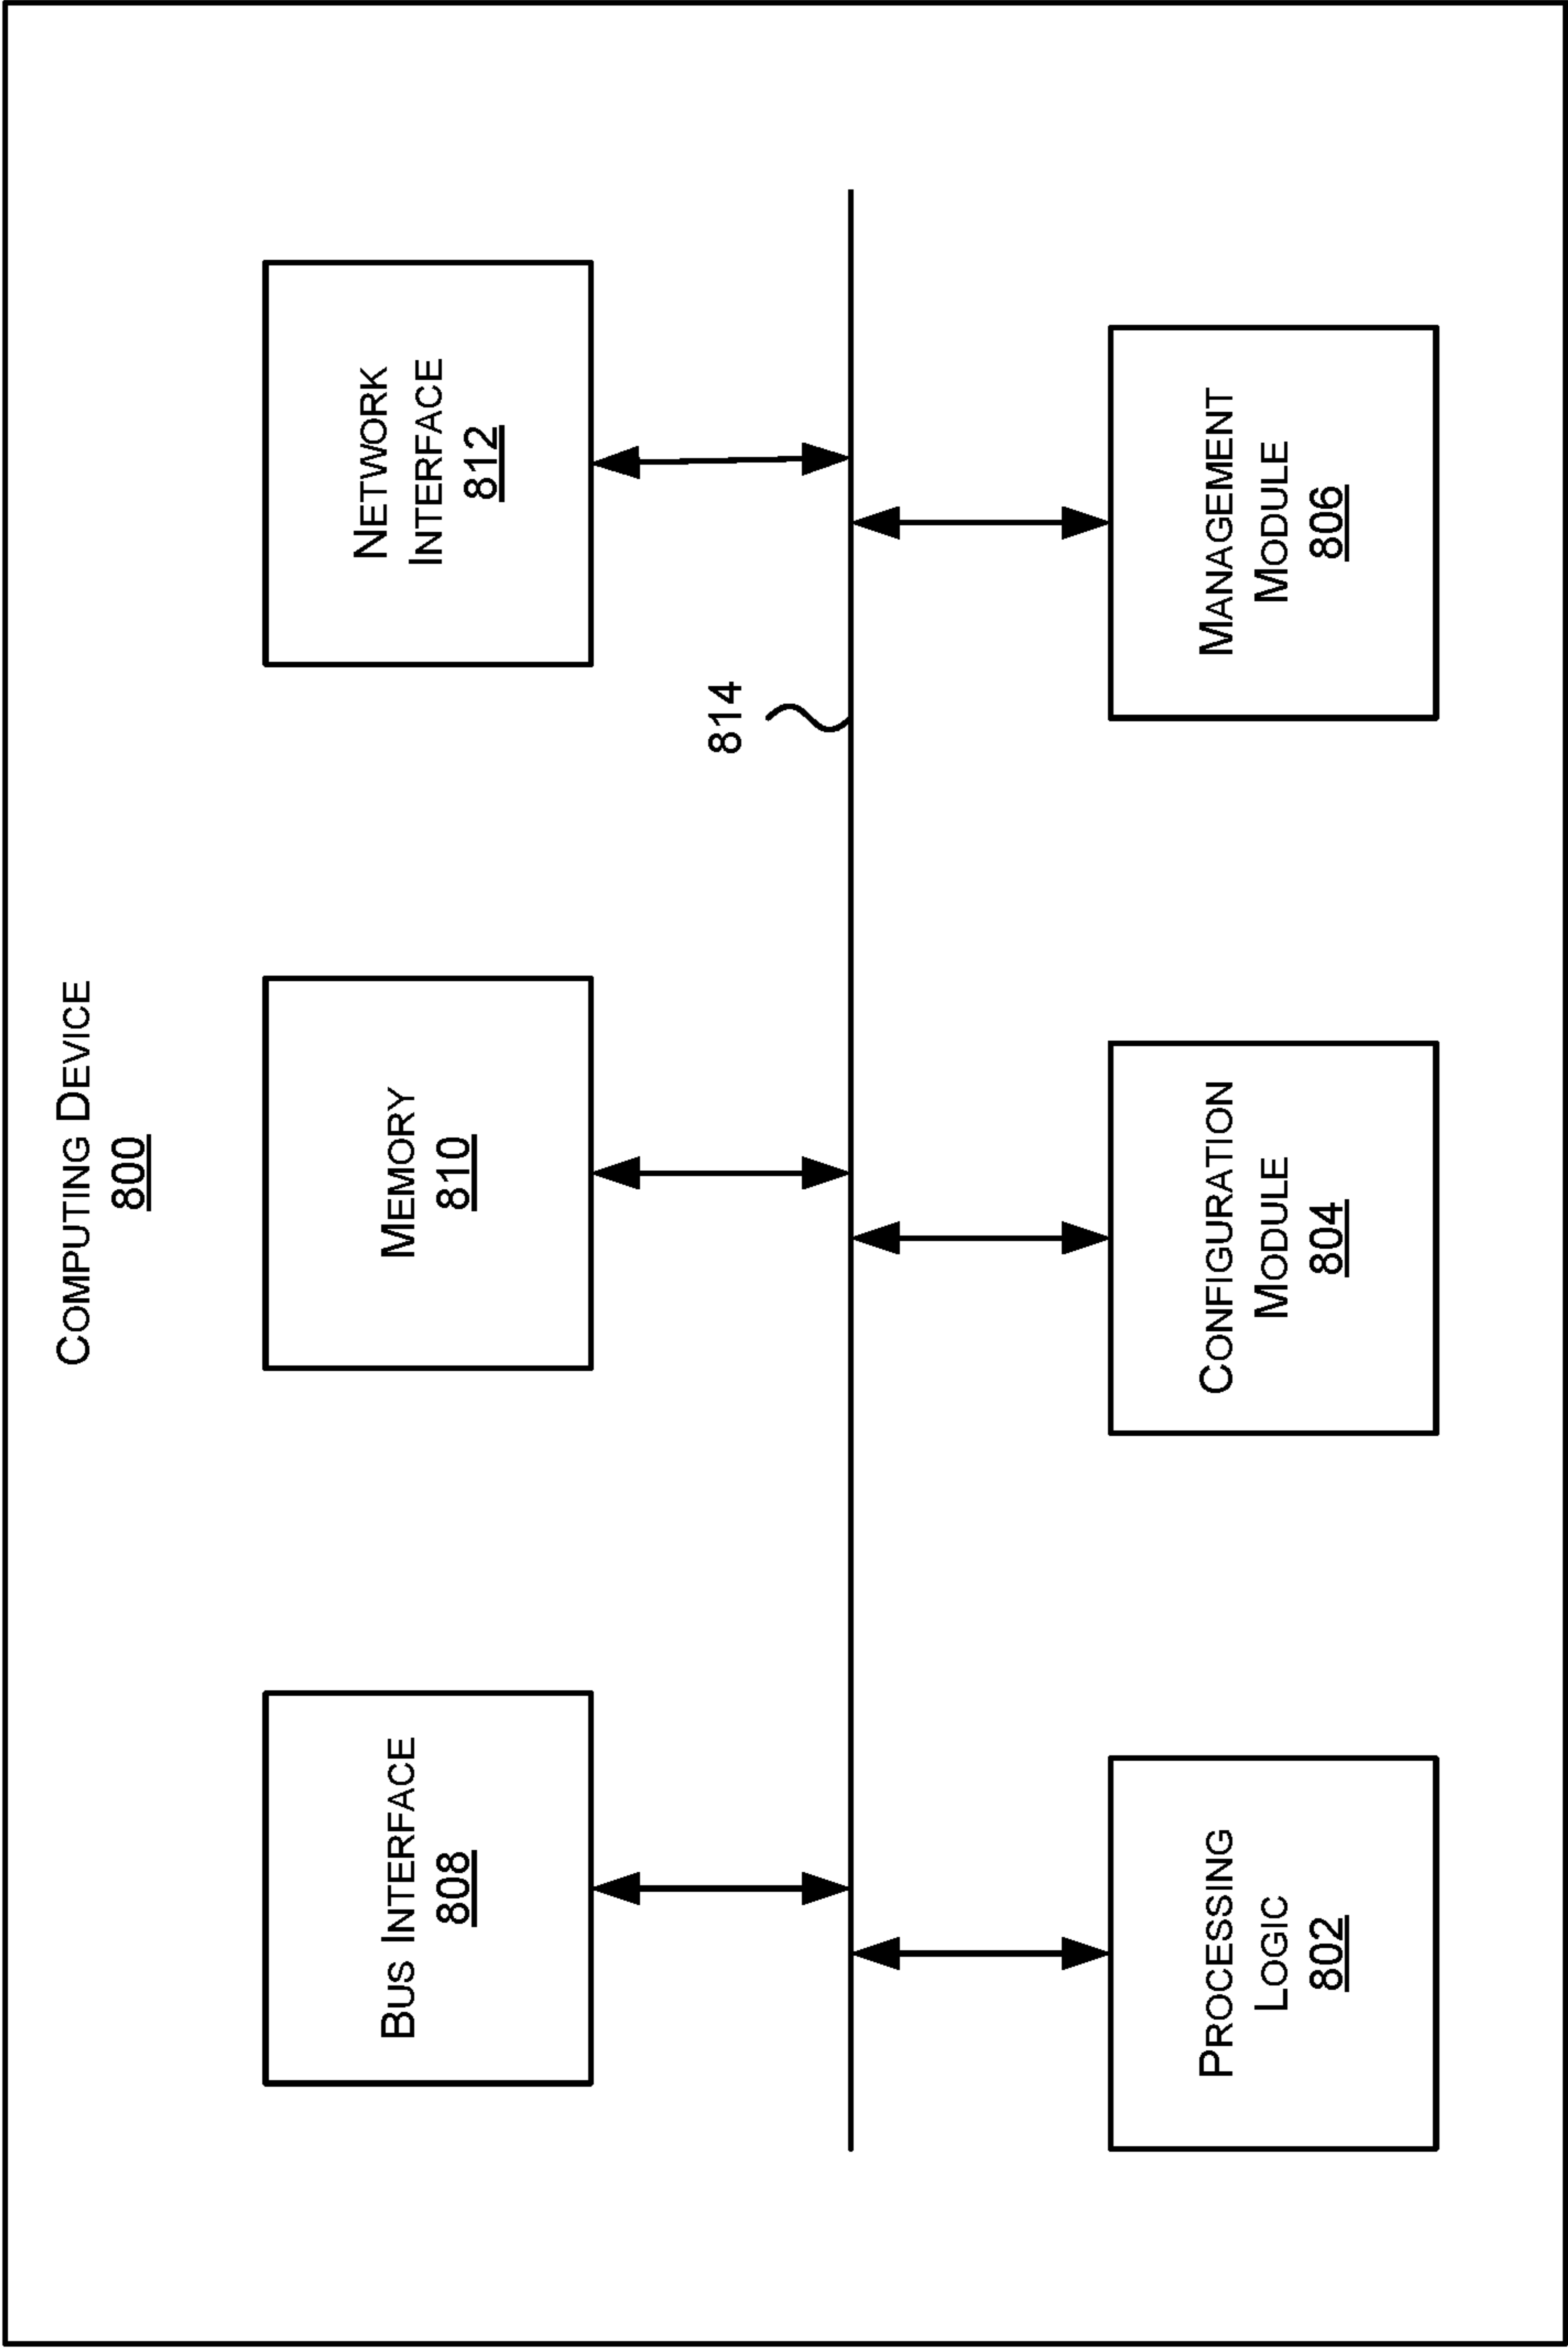 COMPUTING DEVICE
800
BUS INTERFACE
808
MEMORY
810
NETWORK
INTERFACE
812
814
PROCESSING
LOGIC
802
CONFIGURATION
MODULE
804
MANAGEMENT
MODULE
806